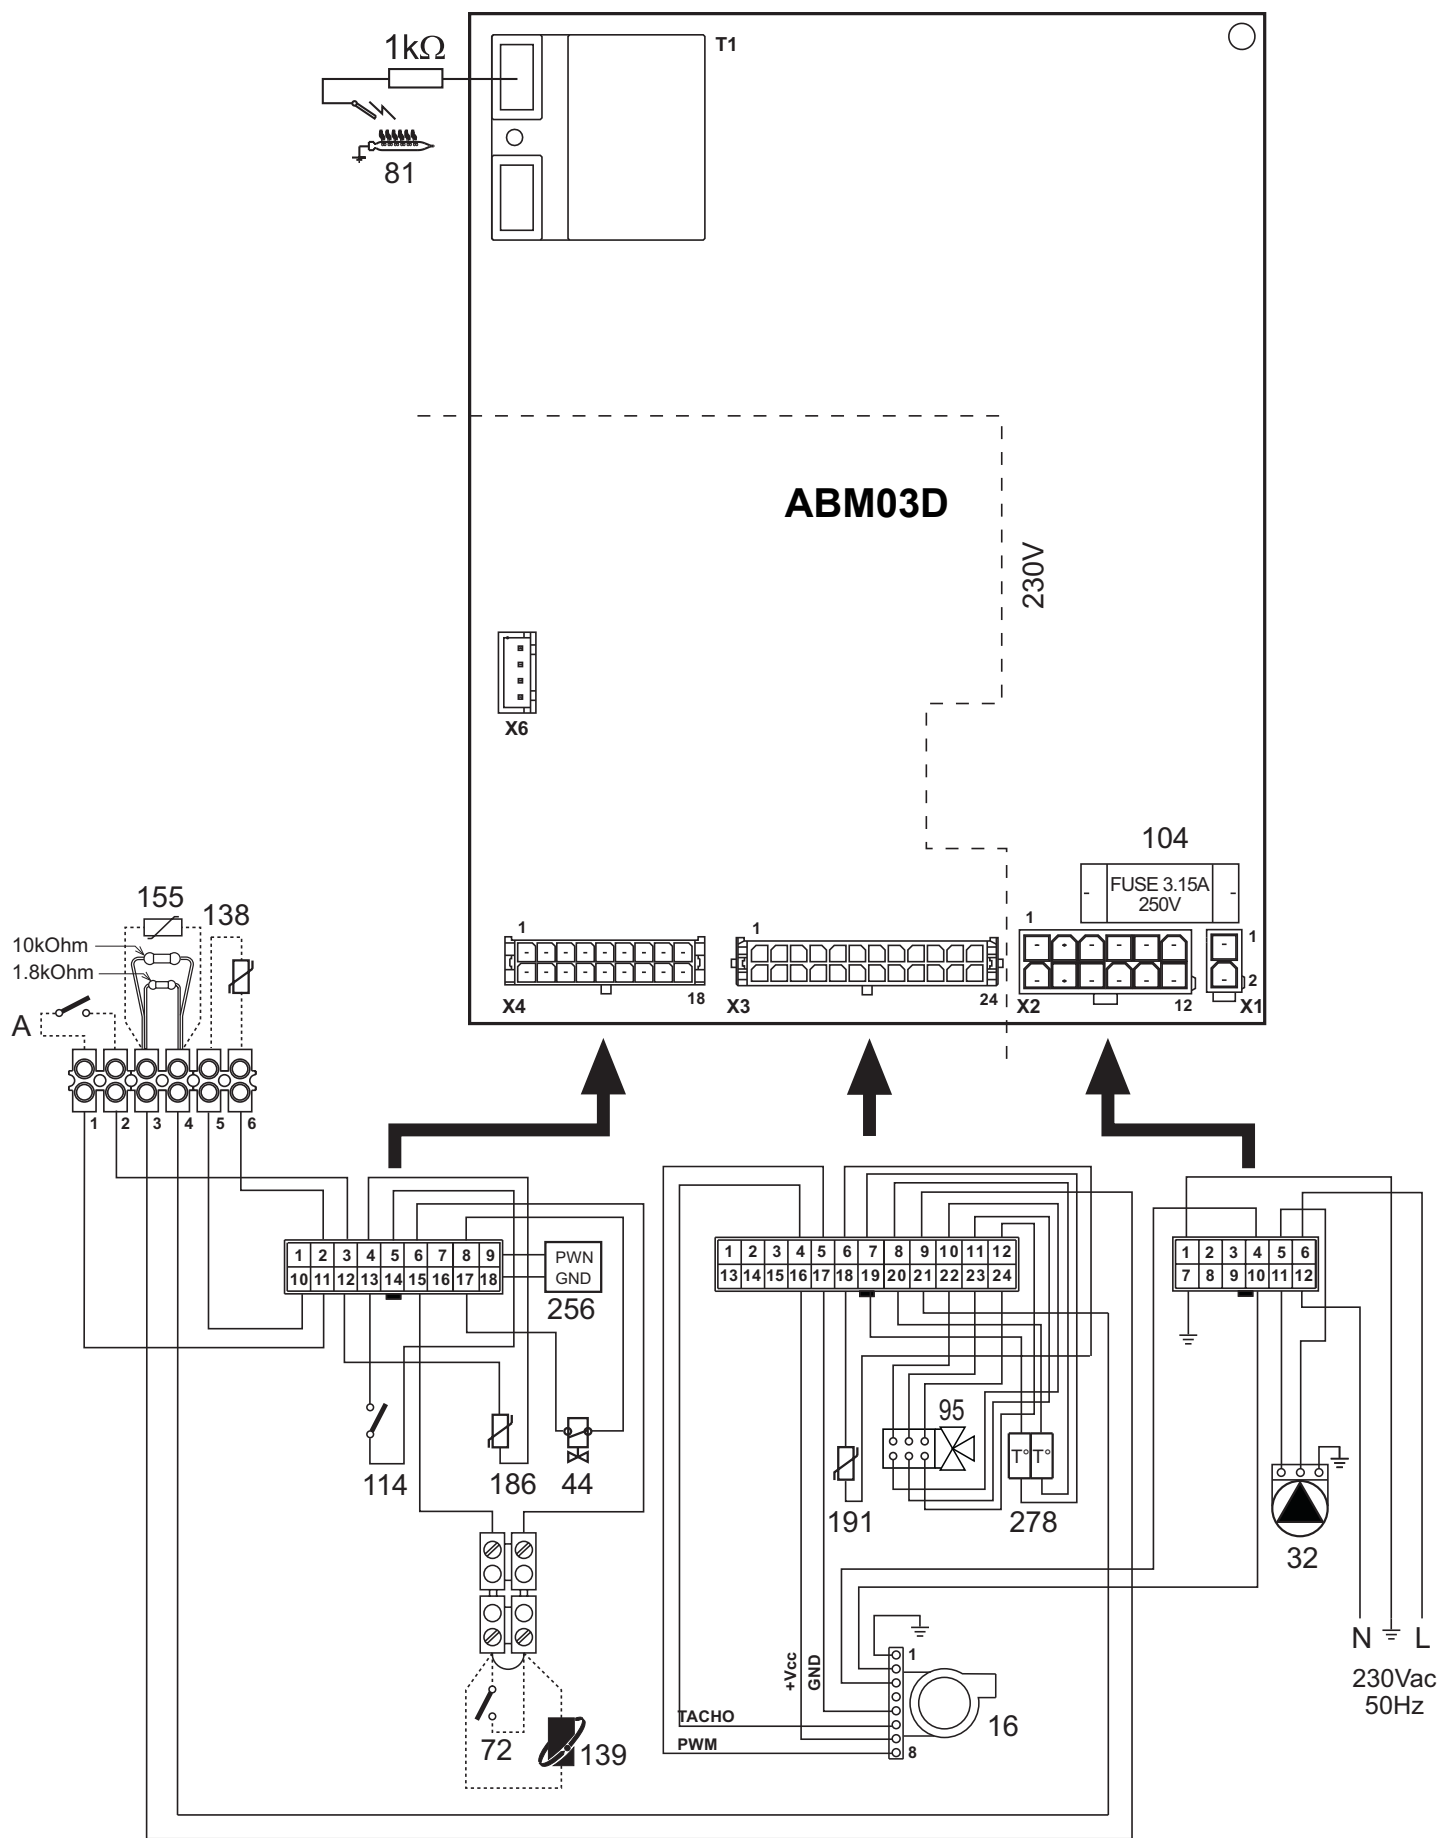 1kΩ
T1
81
ABM03D
230V
X6
104
FUSE 3.15A
250V
155
138
10kOhm
1.8kOhm
A
1
1
1
1
2
18
24
12
X4
X3
X2
X1
1 2 3 4 5 6
1 2 3 4 5 6 7 8 9
10 11 12 13 14 15 16 17 18
PWN
GND
256
1 2 3 4 5 6 7 8 9 10 11 12
13 14 15 16 17 18 19 20 21 22 23 24
1 2 3 4 5 6
7 8 9 10 11 12
95
T° T°
114
186
44
191
278
32
N L
230Vac
50Hz
+Vcc
GND
TACHO
PWM
1
8
16
72
139